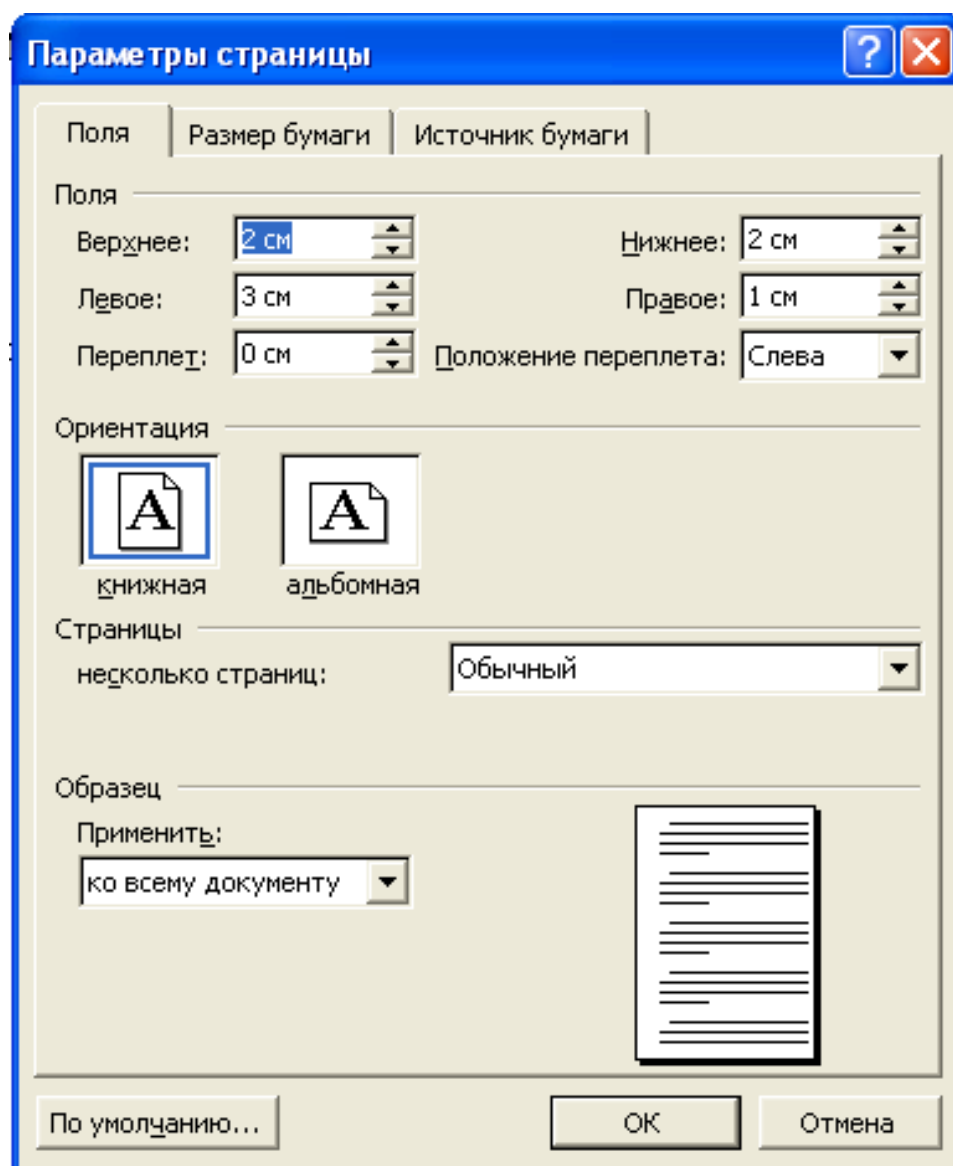 Параметры страницы
Поля Размер бумаги Источник бумаги
Поля
Верхнее: 2 см Нижнее: 2 см
Левое: 3 см Правое: 1 см
Переплет: 0 см Положение переплета: Слева
Ориентация
A A
книжная альбомная
Страницы
несколько страниц: Обычный
Образец
Применить:
ко всему документу
По умолчанию... ОК Отмена